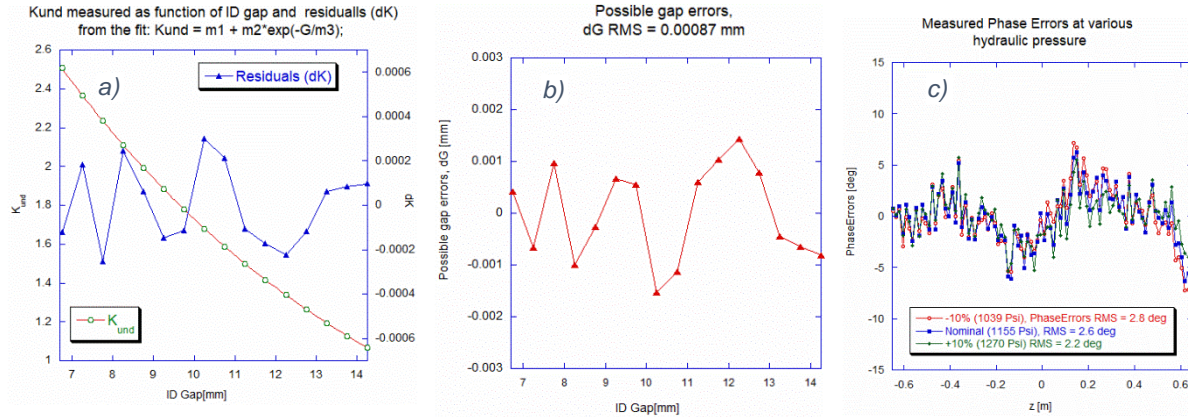 Kund measured as function of ID gap and residualls (dK)
from the fit: Kund = m1 + m2*exp(-G/m3);
a)
Residuals (dK)
K und
2.6
2.4
2.2
2
1.8
1.6
1.4
1.2
1
K und
0.0006
0.0004
0.0002
0
-0.0002
-0.0004
-0.0006
dK
7 8 9 10 11 12 13 14
ID Gap[mm]
Possible gap errors,
dG RMS = 0.00087 mm
b)
Possible gap errors, dG [mm]
0.003
0.002
0.001
0
-0.001
-0.002
-0.003
7 8 9 10 11 12 13 14
ID Gap[mm]
Measured Phase Errors at various
hydraulic pressure
c)
PhaseErrors [deg]
15
10
5
0
-5
-10
-15
-10% (1039 Psi), PhaseErrors RMS = 2.8 deg
Nominal (1155 Psi), RMS = 2.6 deg
+10% (1270 Psi) RMS = 2.2 deg
-0.6 -0.4 -0.2 0 0.2 0.4 0.6
z [m]